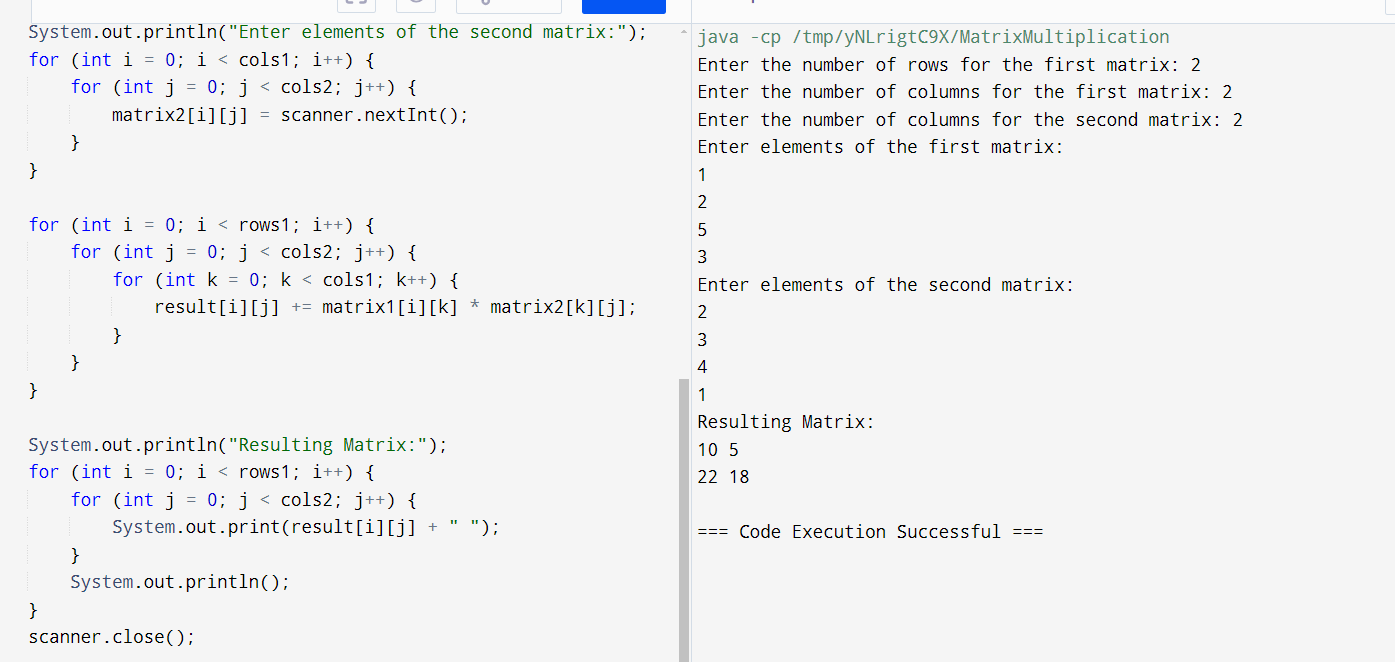 System.out.println("Enter elements of the second matrix:");
for (int i = 0; i < cols1; i++) {
    for (int j = 0; j < cols2; j++) {
        matrix2[i][j] = scanner.nextInt();
    }
}

for (int i = 0; i < rows1; i++) {
    for (int j = 0; j < cols2; j++) {
        for (int k = 0; k < cols1; k++) {
            result[i][j] += matrix1[i][k] * matrix2[k][j];
        }
    }
}

System.out.println("Resulting Matrix:");
for (int i = 0; i < rows1; i++) {
    for (int j = 0; j < cols2; j++) {
        System.out.print(result[i][j] + " ");
    }
    System.out.println();
}
scanner.close();
java -cp /tmp/yNLrigtC9X/MatrixMultiplication
Enter the number of rows for the first matrix: 2
Enter the number of columns for the first matrix: 2
Enter the number of columns for the second matrix: 2
Enter elements of the first matrix:
1
2
5
3
Enter elements of the second matrix:
2
3
4
1
Resulting Matrix:
10 5
22 18

=== Code Execution Successful ===